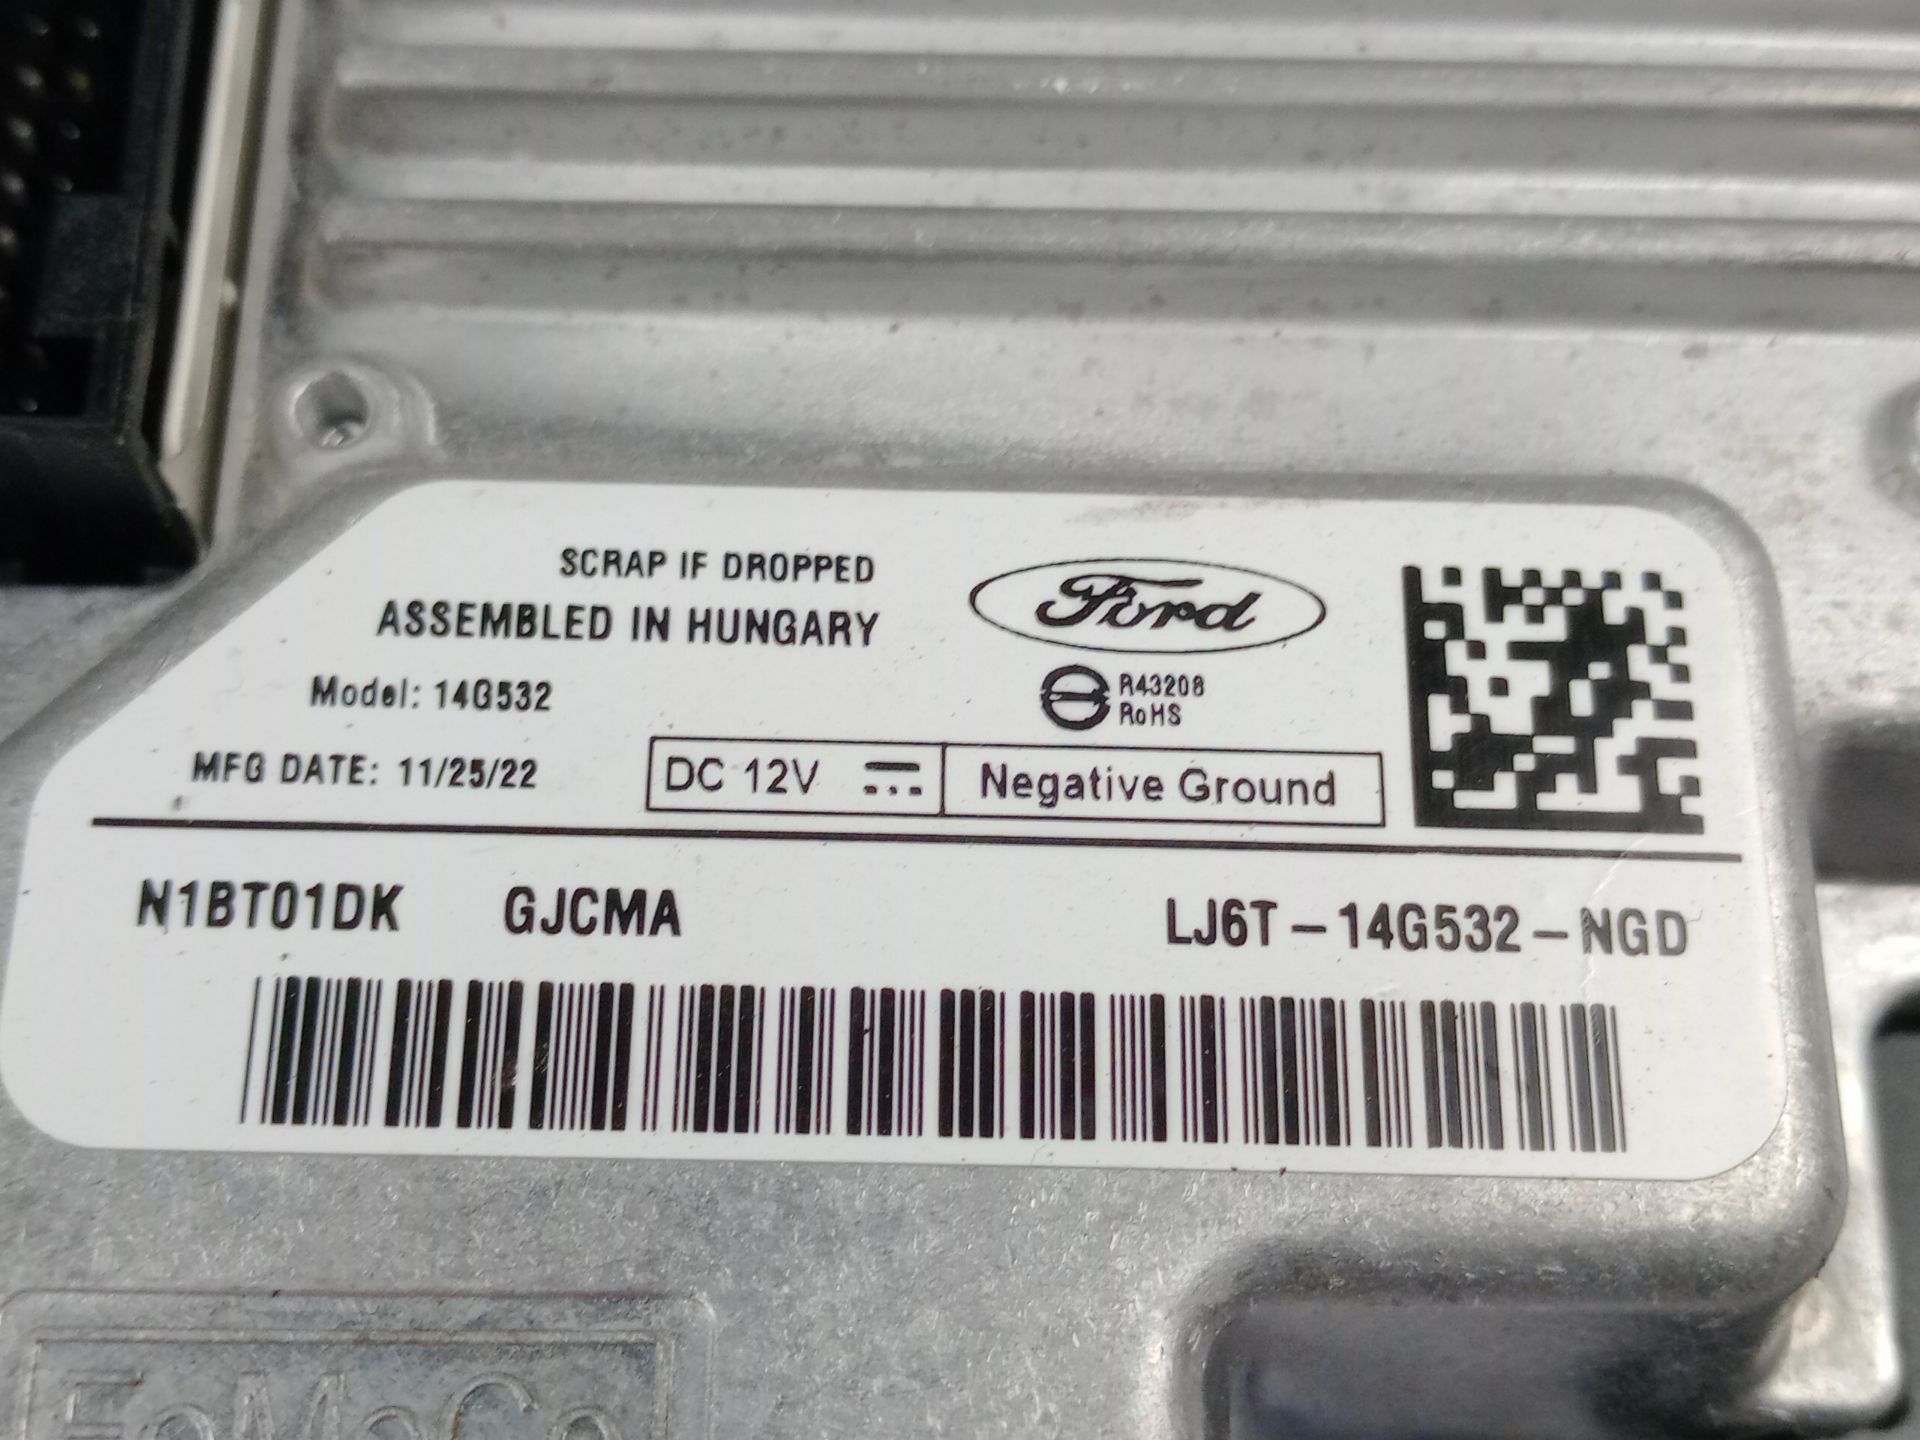 SCRAP IF DROPPED
ASSEMBLED IN HUNGARY
Model: 14G532
MFG DATE: 11/25/22
Ford
R43208
RoHS
DC 12V
Negative Ground
N1BT01DK GJCMA LJ6T-14G532-NGD
FoMoCo